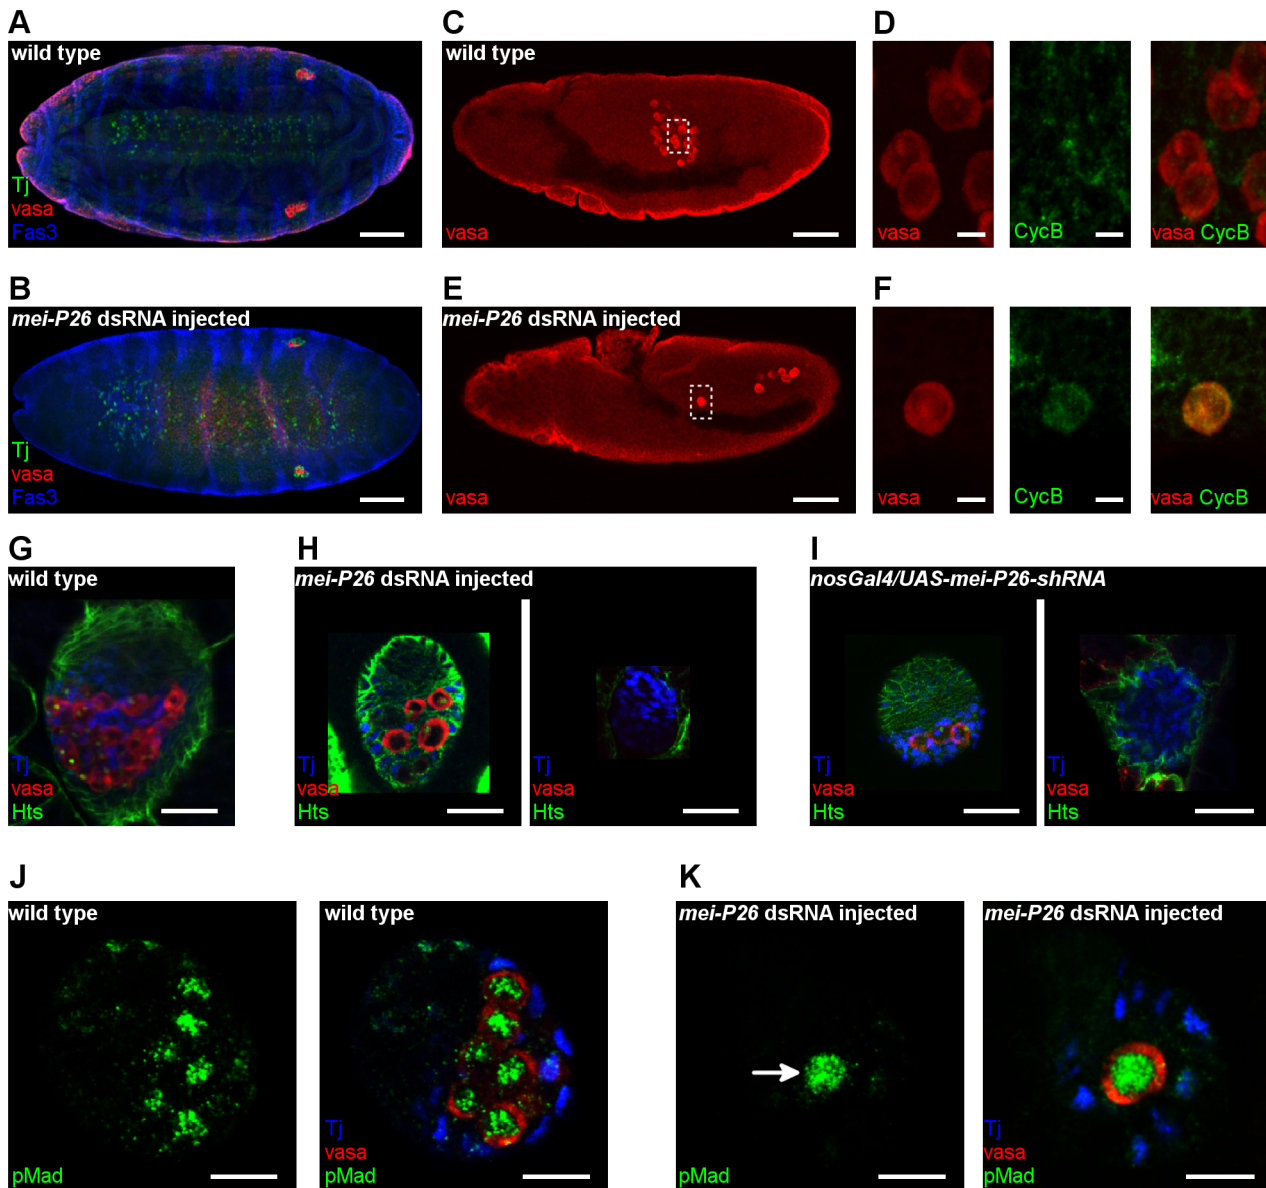 A
wild type
Tj
vasa
Fas3
B
mei-P26 dsRNA injected
Tj
vasa
Fas3
C
wild type
vasa
D
vasa
CycB
vasa CycB
E
mei-P26 dsRNA injected
vasa
F
vasa
CycB
vasa CycB
G
wild type
Tj
vasa
Hts
H
mei-P26 dsRNA injected
Tj
vasa
Hts
Tj
vasa
Hts
I
nosGal4/UAS-mei-P26-shRNA
Tj
vasa
Hts
Tj
vasa
Hts
J
wild type
pMad
wild type
Tj
vasa
pMad
K
mei-P26 dsRNA injected
pMad
mei-P26 dsRNA injected
Tj
vasa
pMad